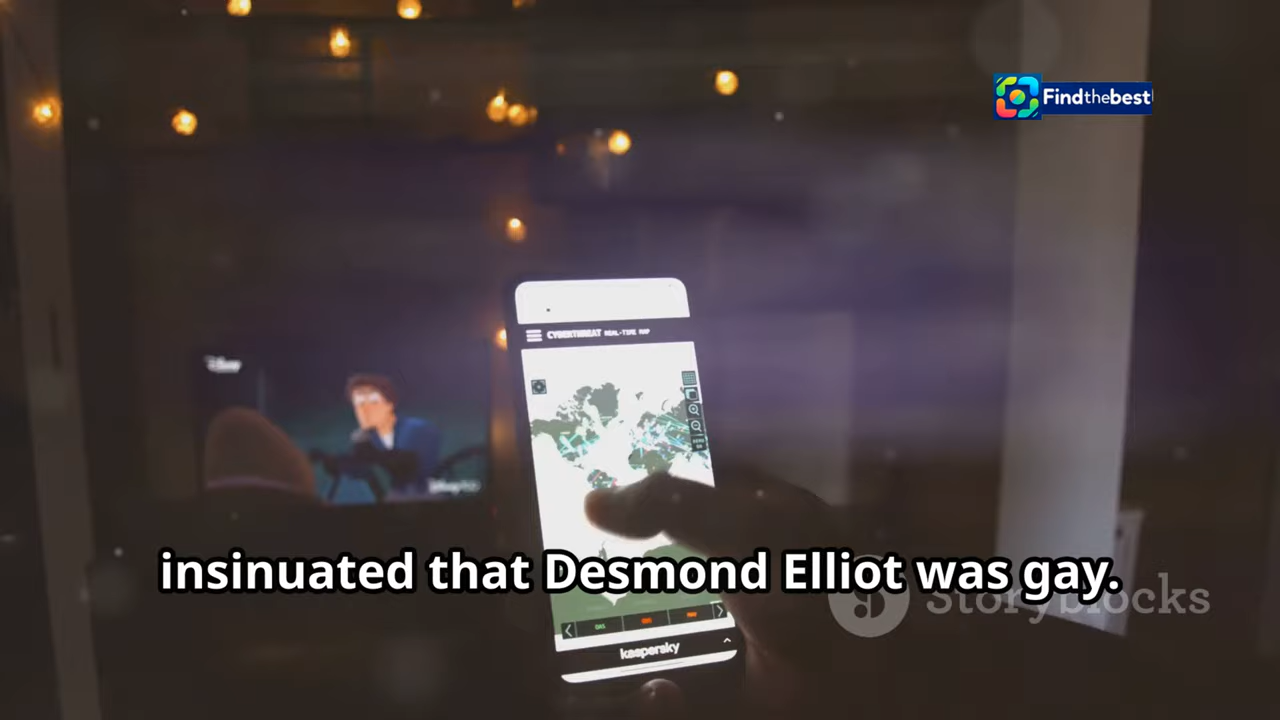 Findthebest
CYBERTHREAT REAL-TIME MAP
insinuated that Desmond Elliot was gay.
Storyblocks
kaspersky